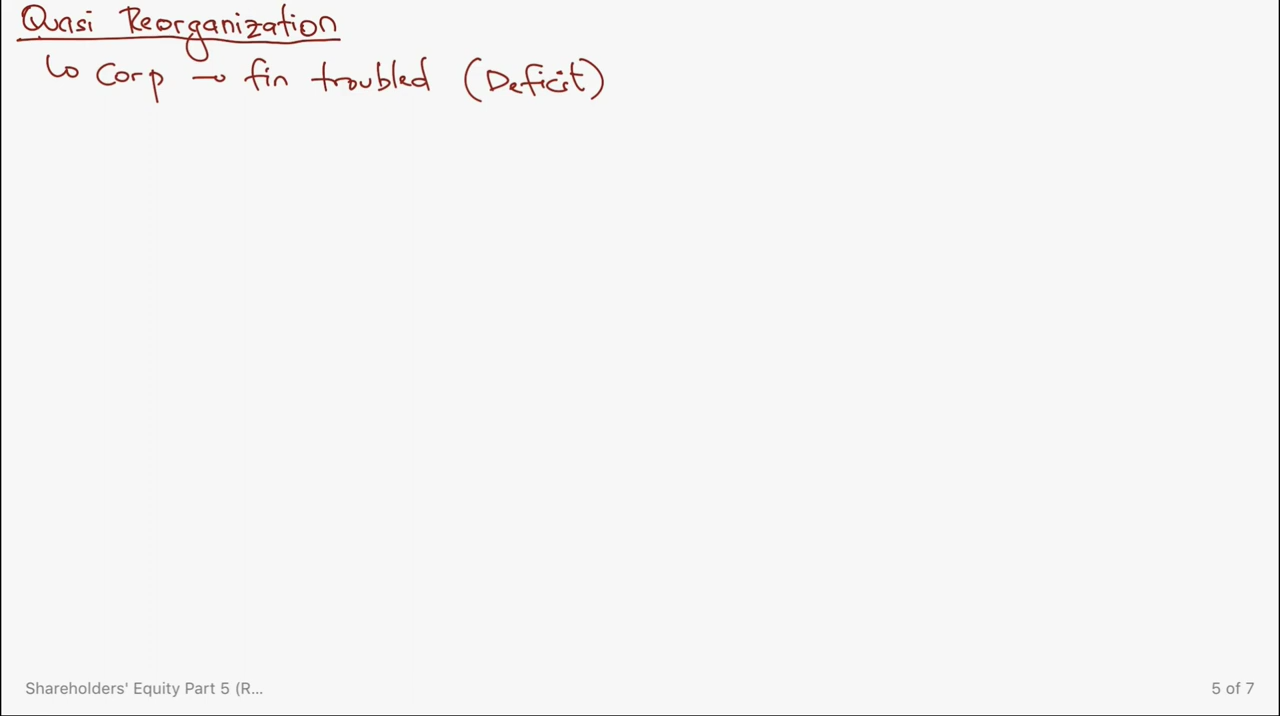 Quasi Reorganization
↳ Corp → fin troubled (Deficit)
Shareholders' Equity Part 5 (R...
5 of 7